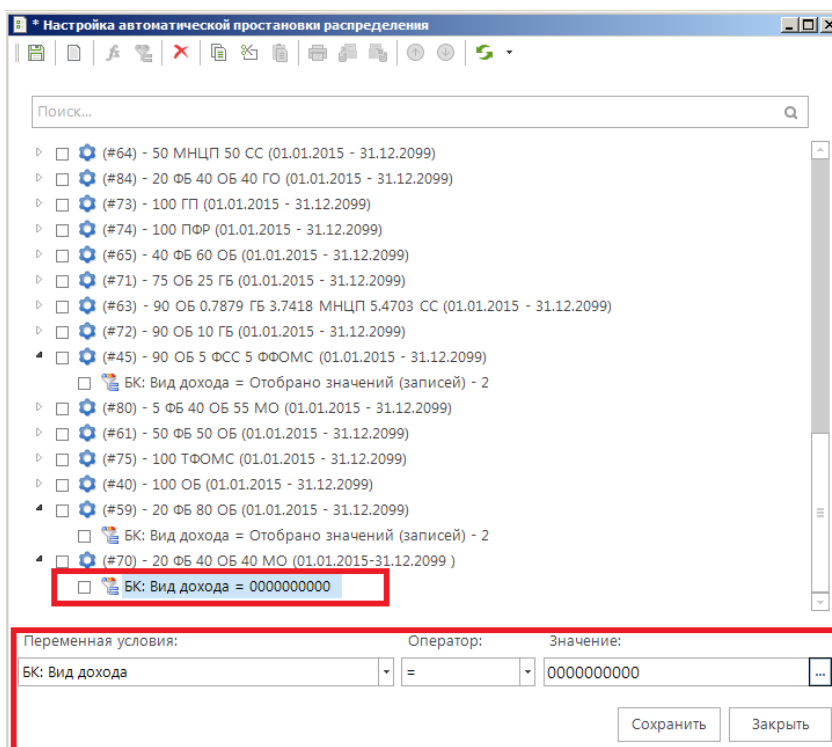 * Настройка автоматической простановки распределения
Поиск...
(#64) - 50 МНЦП 50 СС (01.01.2015 - 31.12.2099)
(#84) - 20 ФБ 40 ОБ 40 ГО (01.01.2015 - 31.12.2099)
(#73) - 100 ГП (01.01.2015 - 31.12.2099)
(#74) - 100 ПФР (01.01.2015 - 31.12.2099)
(#65) - 40 ФБ 60 ОБ (01.01.2015 - 31.12.2099)
(#71) - 75 ОБ 25 ГБ (01.01.2015 - 31.12.2099)
(#63) - 90 ОБ 0.7879 ГБ 3.7418 МНЦП 5.4703 СС (01.01.2015 - 31.12.2099)
(#72) - 90 ОБ 10 ГБ (01.01.2015 - 31.12.2099)
(#45) - 90 ОБ 5 ФСС 5 ФФОМС (01.01.2015 - 31.12.2099)
БК: Вид дохода = Отобрано значений (записей) - 2
(#80) - 5 ФБ 40 ОБ 55 МО (01.01.2015 - 31.12.2099)
(#61) - 50 ФБ 50 ОБ (01.01.2015 - 31.12.2099)
(#75) - 100 ТФОМС (01.01.2015 - 31.12.2099)
(#40) - 100 ОБ (01.01.2015 - 31.12.2099)
(#59) - 20 ФБ 80 ОБ (01.01.2015 - 31.12.2099)
БК: Вид дохода = Отобрано значений (записей) - 2
(#70) - 20 ФБ 40 ОБ 40 МО (01.01.2015-31.12.2099 )
БК: Вид дохода = 0000000000
Переменная условия: Оператор: Значение:
БК: Вид дохода = 0000000000 ...
Сохранить Закрыть